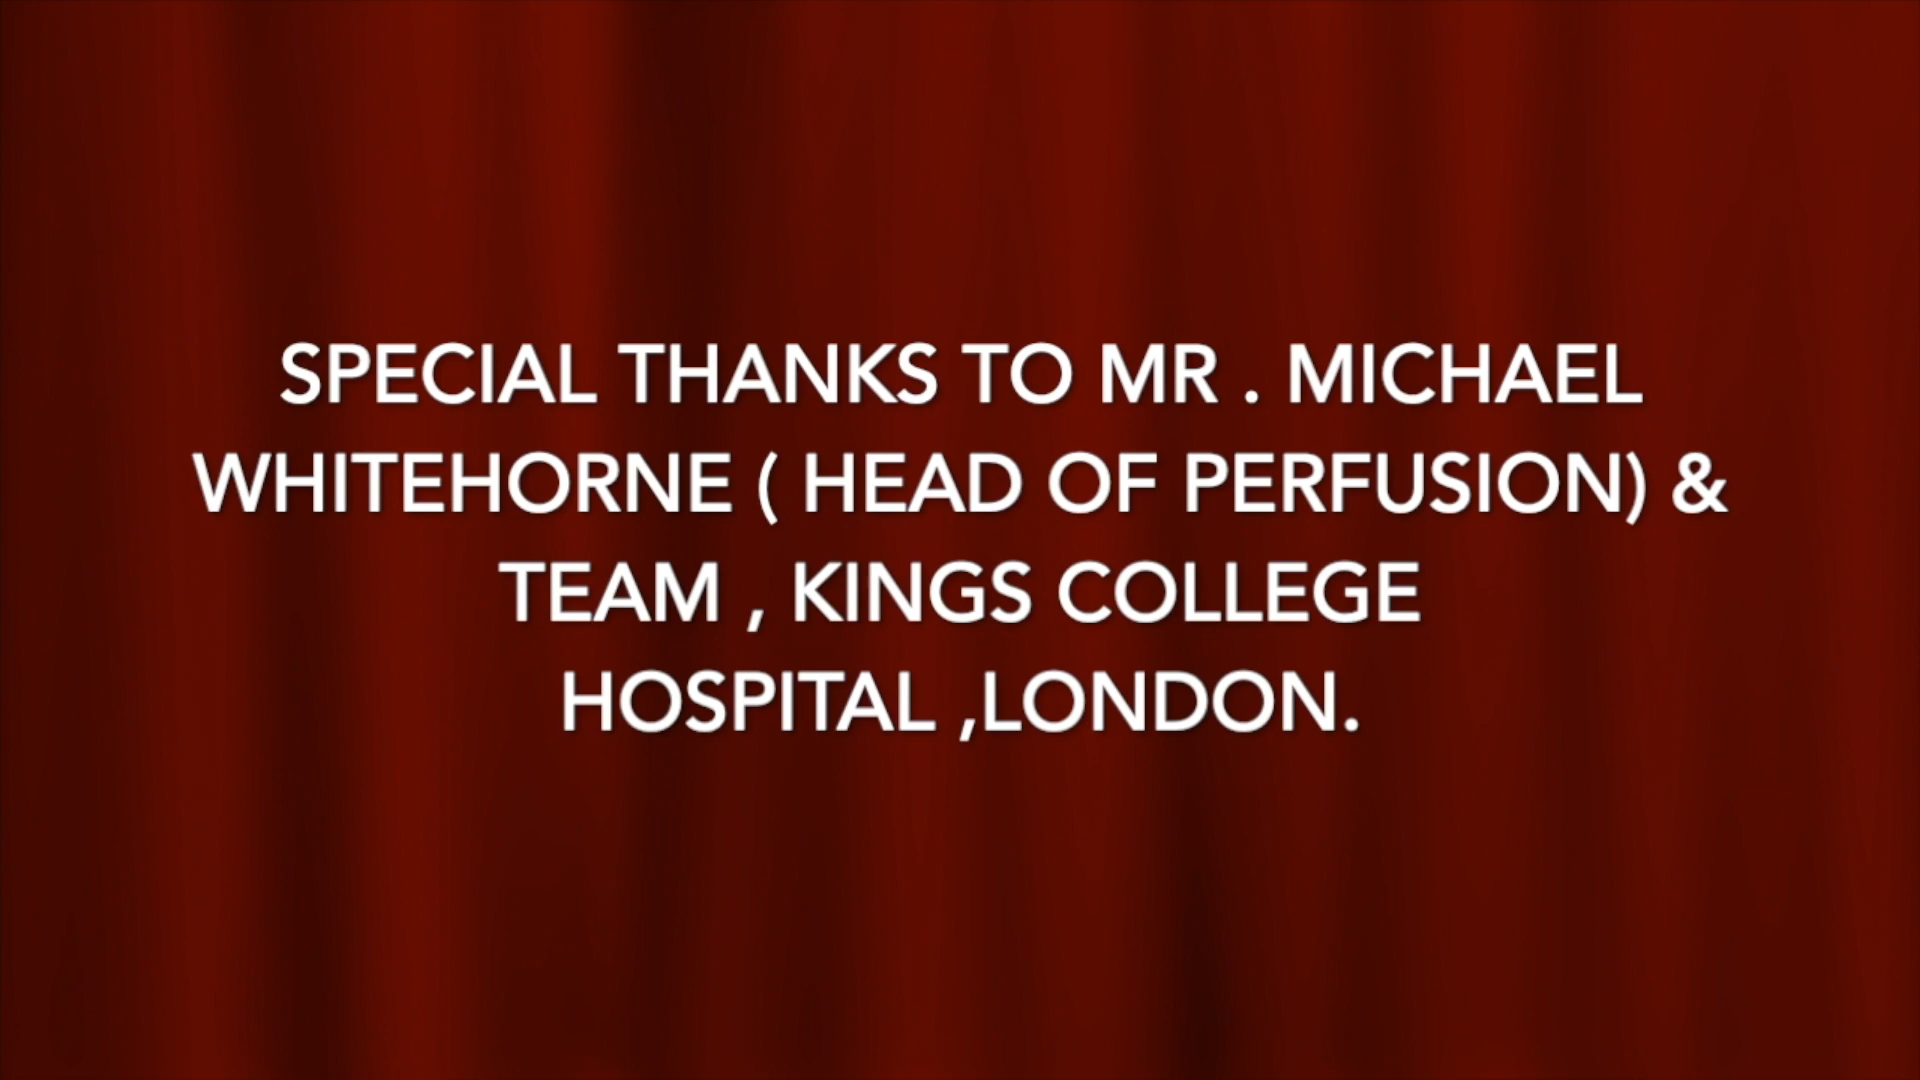 SPECIAL THANKS TO MR . MICHAEL
WHITEHORNE ( HEAD OF PERFUSION) &
TEAM , KINGS COLLEGE
HOSPITAL ,LONDON.